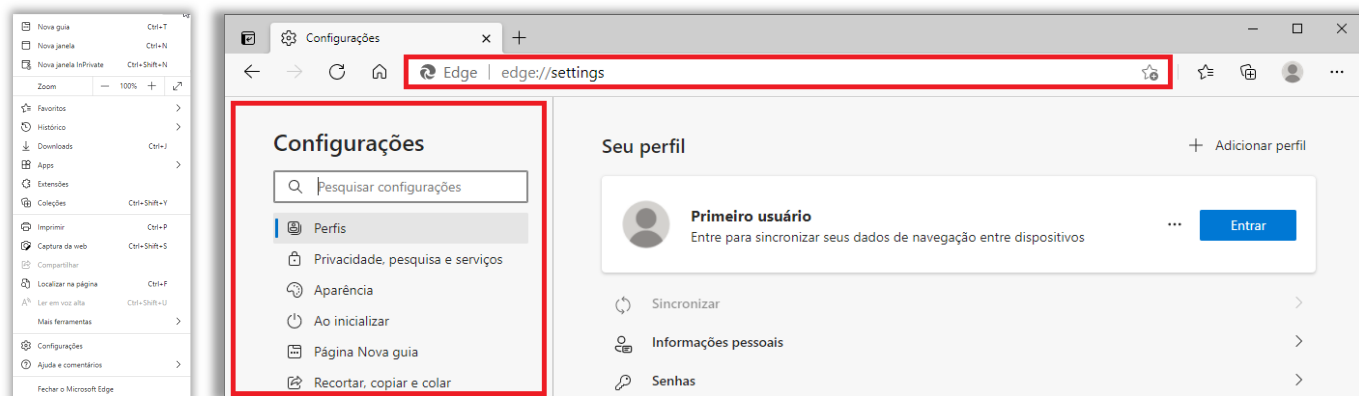 Nova guia Ctrl+T
Nova janela Ctrl+N
Nova janela InPrivate Ctrl+Shift+N
Zoom — 100% +
Favoritos
Histórico
Downloads Ctrl+J
Apps
Extensões
Coleções Ctrl+Shift+Y
Imprimir Ctrl+P
Captura da web Ctrl+Shift+S
Compartilhar
Localizar na página Ctrl+F
Ler em voz alta Ctrl+Shift+U
Mais ferramentas
Configurações
Ajuda e comentários
Fechar o Microsoft Edge
Configurações
Edge | edge://settings
Configurações
Pesquisar configurações
Perfis
Privacidade, pesquisa e serviços
Aparência
Ao inicializar
Página Nova guia
Recortar, copiar e colar
Seu perfil
Adicionar perfil
Primeiro usuário
Entre para sincronizar seus dados de navegação entre dispositivos
Entrar
Sincronizar
Informações pessoais
Senhas